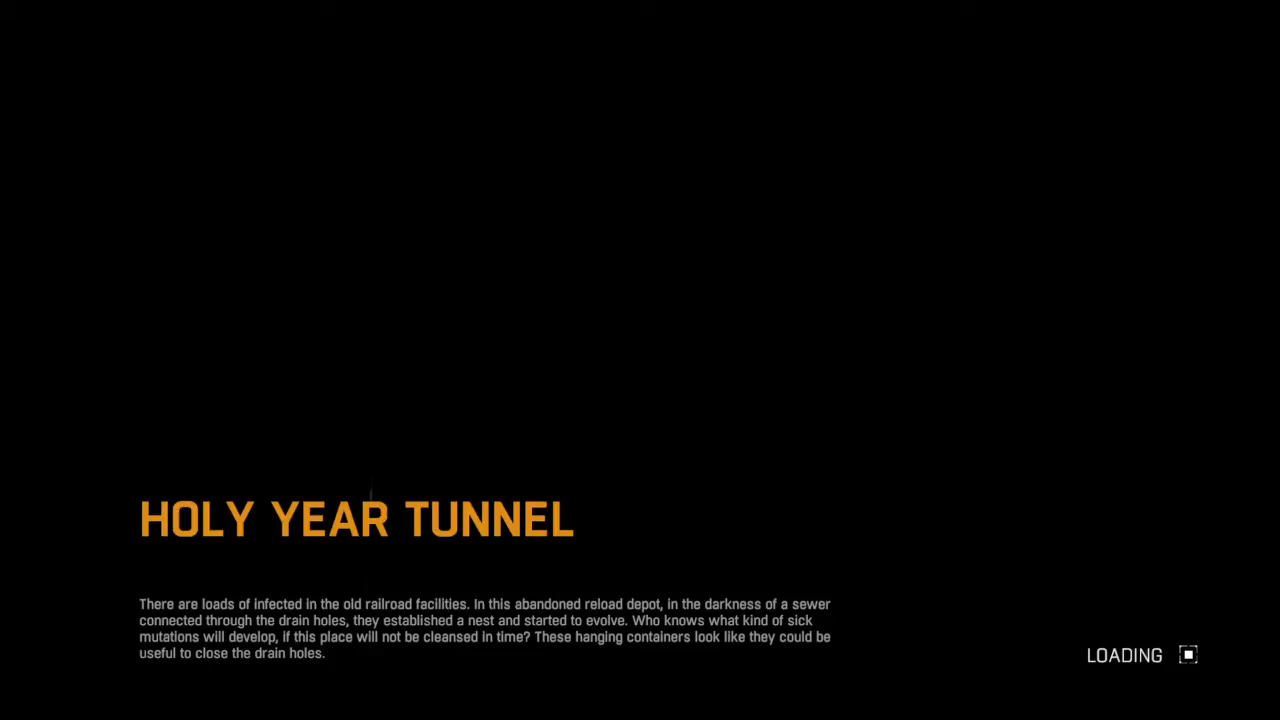 HOLY YEAR TUNNEL
There are loads of infected in the old railroad facilities. In this abandoned reload depot, in the darkness of a sewer
connected through the drain holes, they established a nest and started to evolve. Who knows what kind of sick
mutations will develop, if this place will not be cleansed in time? These hanging containers look like they could be
useful to close the drain holes.
LOADING